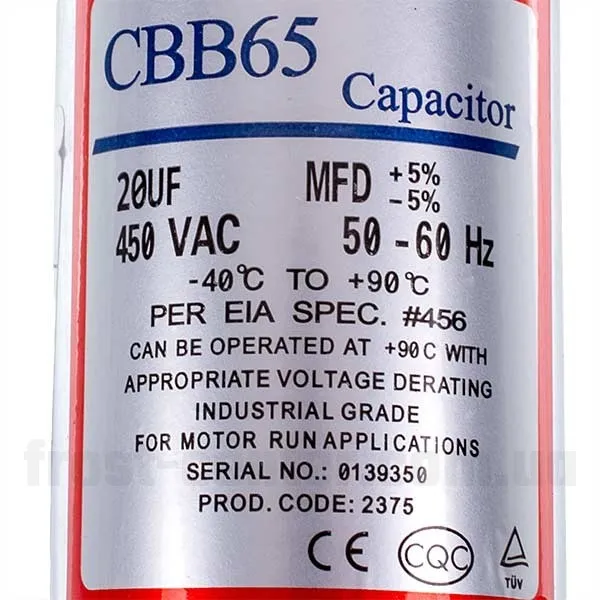 CBB65
Capacitor
20UF MFD +5% -5%
450 VAC 50-60 Hz
-40℃ TO +90℃
PER EIA SPEC. #456
CAN BE OPERATED AT +90C WITH
APPROPRIATE VOLTAGE DERATING
INDUSTRIAL GRADE
FOR MOTOR RUN APPLICATIONS
SERIAL NO.: 0139350
PROD. CODE: 2375
CE CQC TÜV